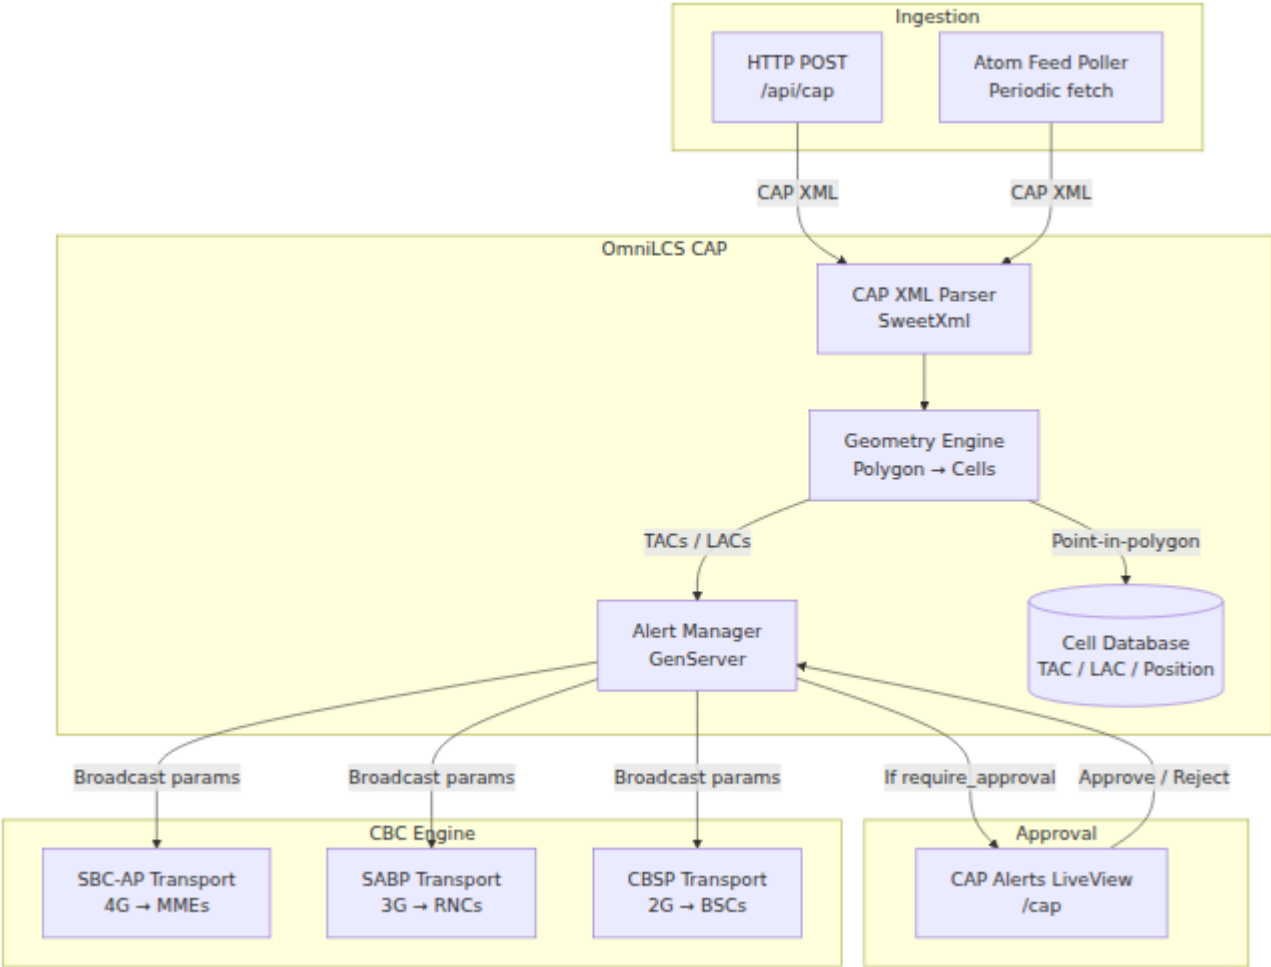 Ingestion
HTTP POST
/api/cap
Atom Feed Poller
Periodic fetch
CAP XML
CAP XML
OmniLCS CAP
CAP XML Parser
SweetXml
Geometry Engine
Polygon → Cells
TACs / LACs
Point-in-polygon
Alert Manager
GenServer
Cell Database
TAC / LAC / Position
Broadcast params
Broadcast params
Broadcast params
If require_approval
Approve / Reject
CBC Engine
SBC-AP Transport
4G → MMEs
SABP Transport
3G → RNCs
CBSP Transport
2G → BSCs
Approval
CAP Alerts LiveView
/cap